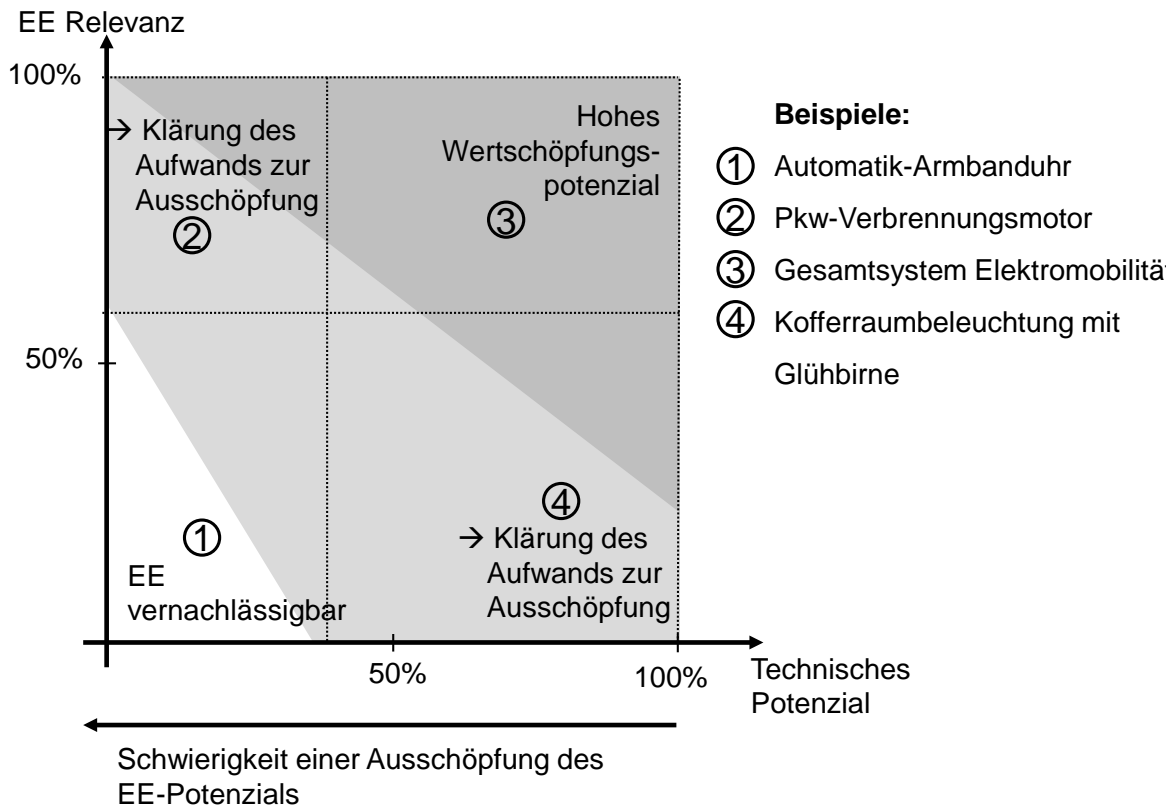 EE Relevanz
100%
→ Klärung des
Aufwands zur
Ausschöpfung
②
Hohes
Wertschöpfungs-
potenzial
③
50%
①
EE
vernachlässigbar
④
→ Klärung des
Aufwands zur
Ausschöpfung
50%
100%
Technisches
Potenzial
Schwierigkeit einer Ausschöpfung des
EE-Potenzials
Beispiele:
① Automatik-Armbanduhr
② Pkw-Verbrennungsmotor
③ Gesamtsystem Elektromobilität
④ Kofferraumbeleuchtung mit
Glühbirne